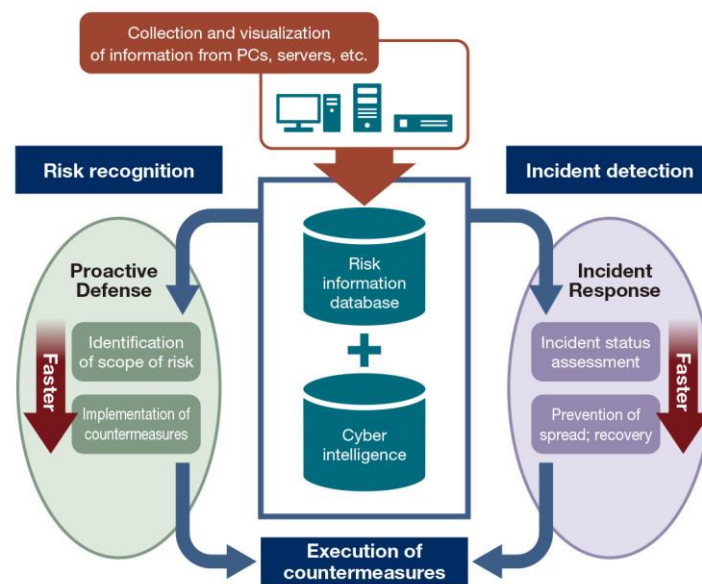 Collection and visualization
of information from PCs, servers, etc.
Risk recognition
Incident detection
Proactive
Defense
Identification
of scope of risk
Implementation of
countermeasures
Faster
Risk
information
database
+
Cyber
intelligence
Incident
Response
Incident status
assessment
Prevention of
spread; recovery
Faster
Execution of
countermeasures